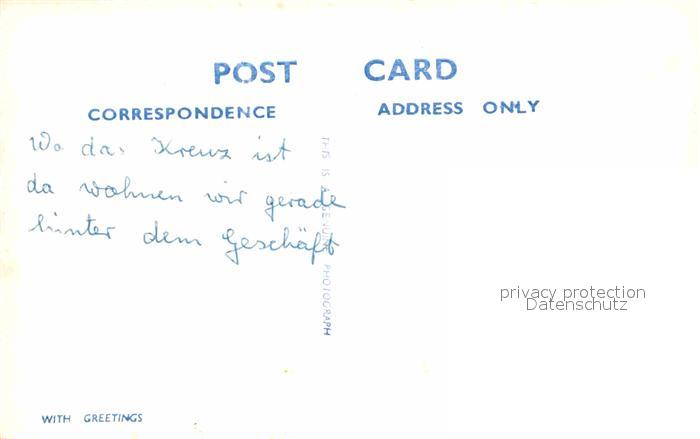 POST CARD
CORRESPONDENCE
ADDRESS ONLY
Wo das Kreuz ist
da wohnen wir gerade
hinter dem Geschäft
THIS IS A GENUINE PHOTOGRAPH
privacy protection
Datenschutz
WITH GREETINGS